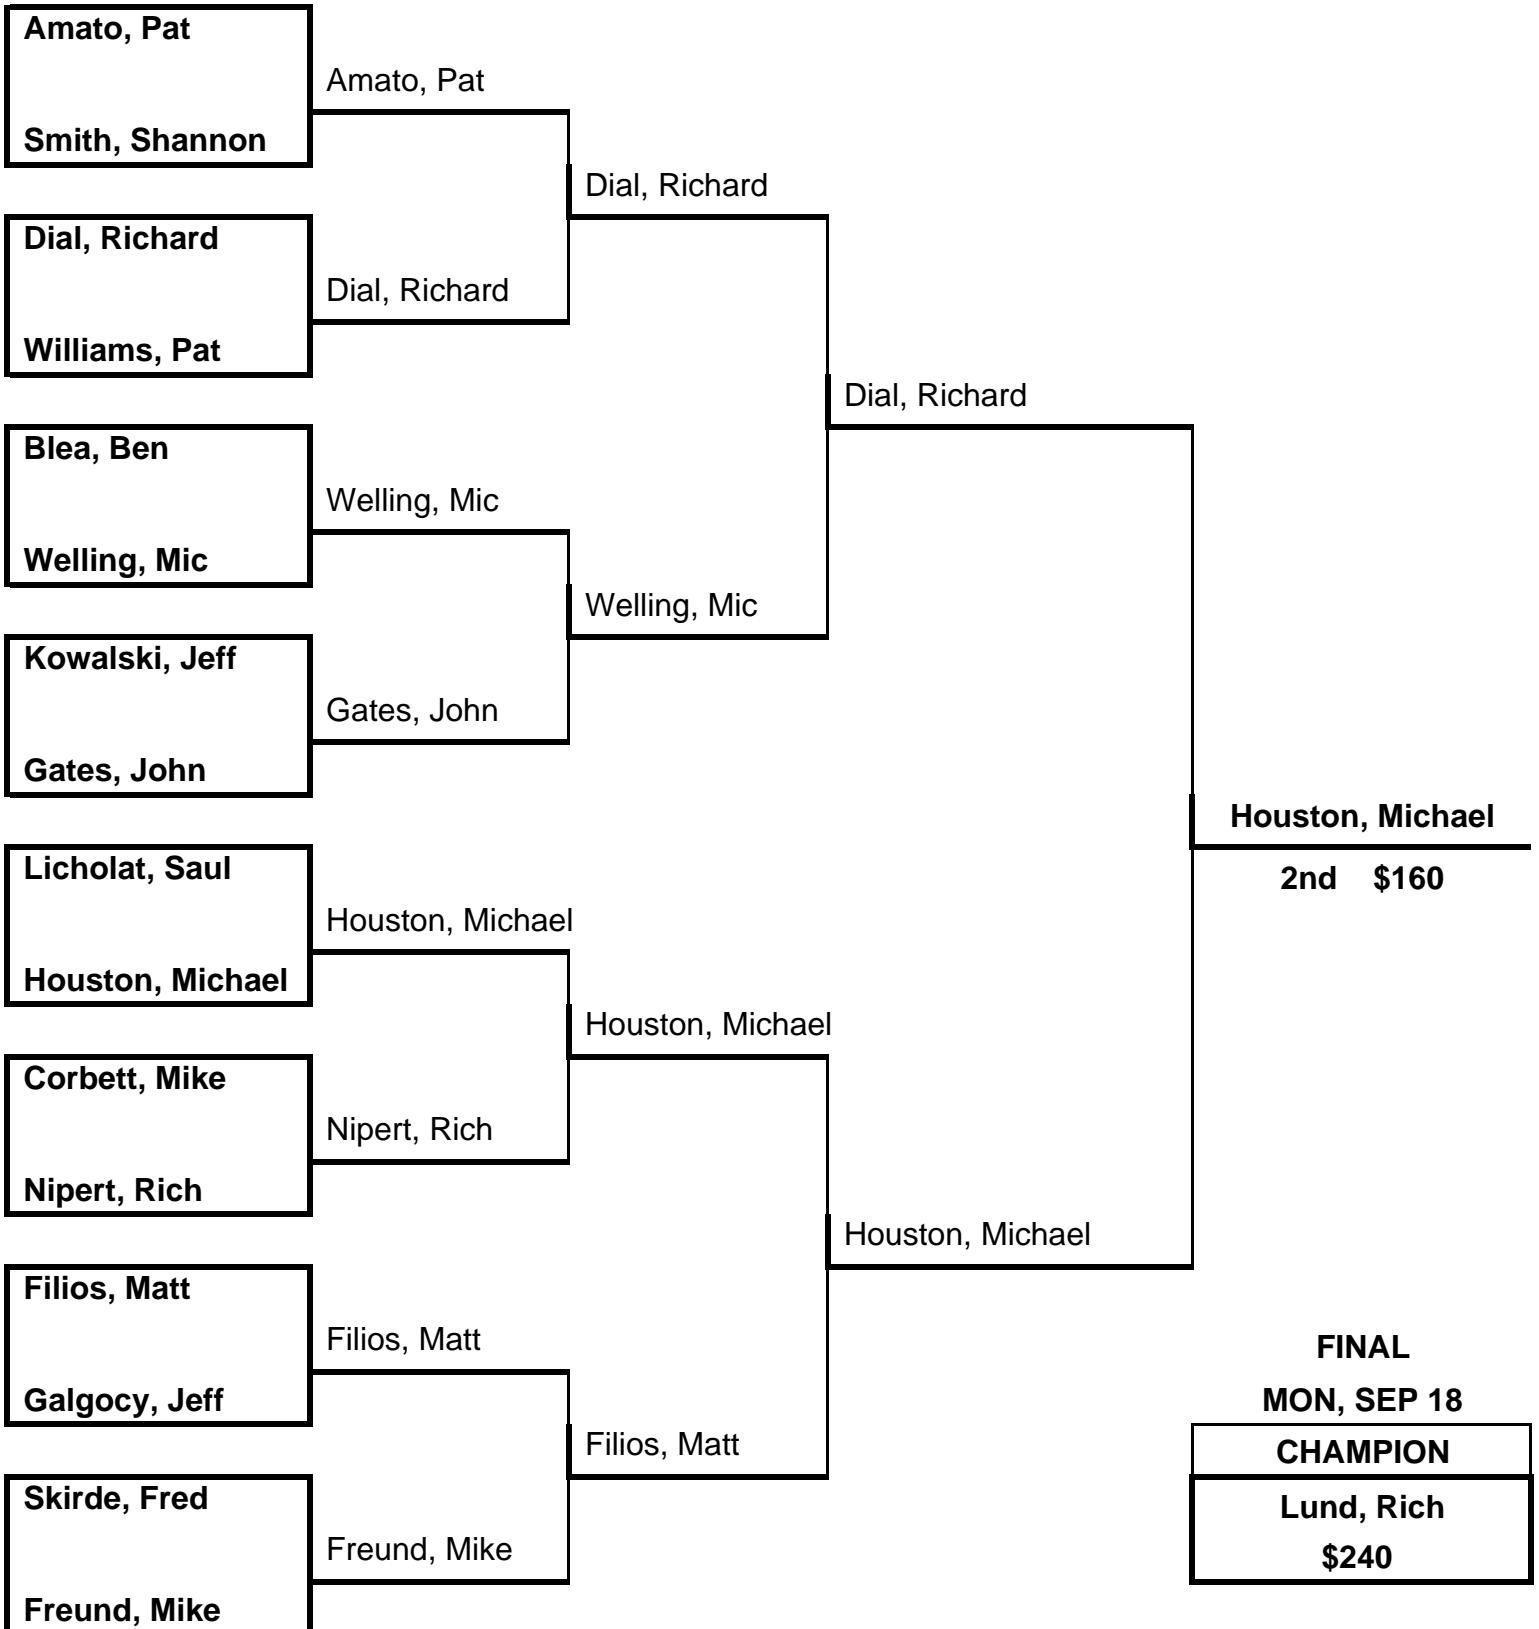 Amato, Pat
Smith, Shannon
Dial, Richard
Williams, Pat
Blea, Ben
Welling, Mic
Kowalski, Jeff
Gates, John
Licholat, Saul
Houston, Michael
Corbett, Mike
Nipert, Rich
Filios, Matt
Galgocy, Jeff
Skirde, Fred
Freund, Mike
Amato, Pat
Dial, Richard
Welling, Mic
Gates, John
Houston, Michael
Nipert, Rich
Filios, Matt
Freund, Mike
Dial, Richard
Welling, Mic
Houston, Michael
Filios, Matt
Dial, Richard
Houston, Michael
Houston, Michael
2nd $160
FINAL
MON, SEP 18
CHAMPION
Lund, Rich
$240